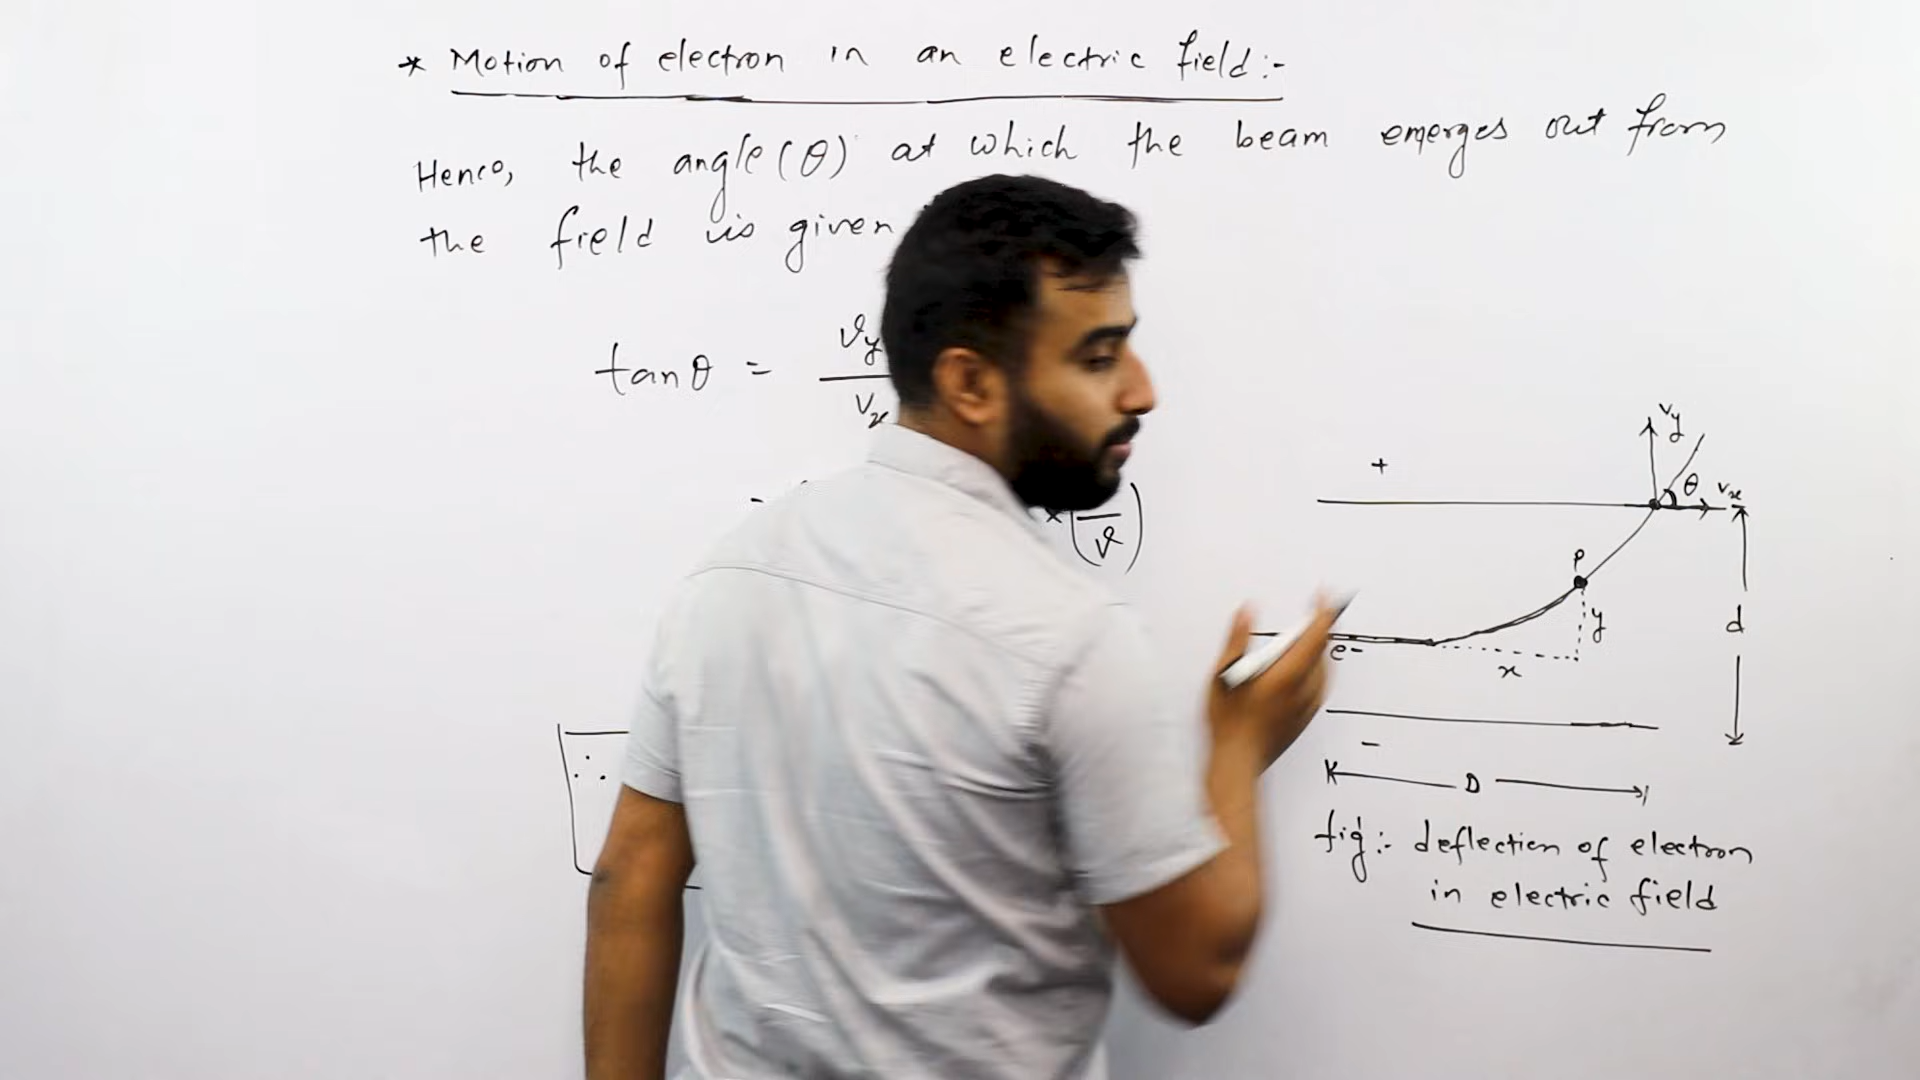 * Motion of electron in an electric field:-
Hence, the angle (θ) at which the beam emerges out from
the field is given
tanθ = vy
vx
× ( / v )
vy
θ vx
+
P
y
d
e-
x
-
D
fig:- deflection of electron
in electric field